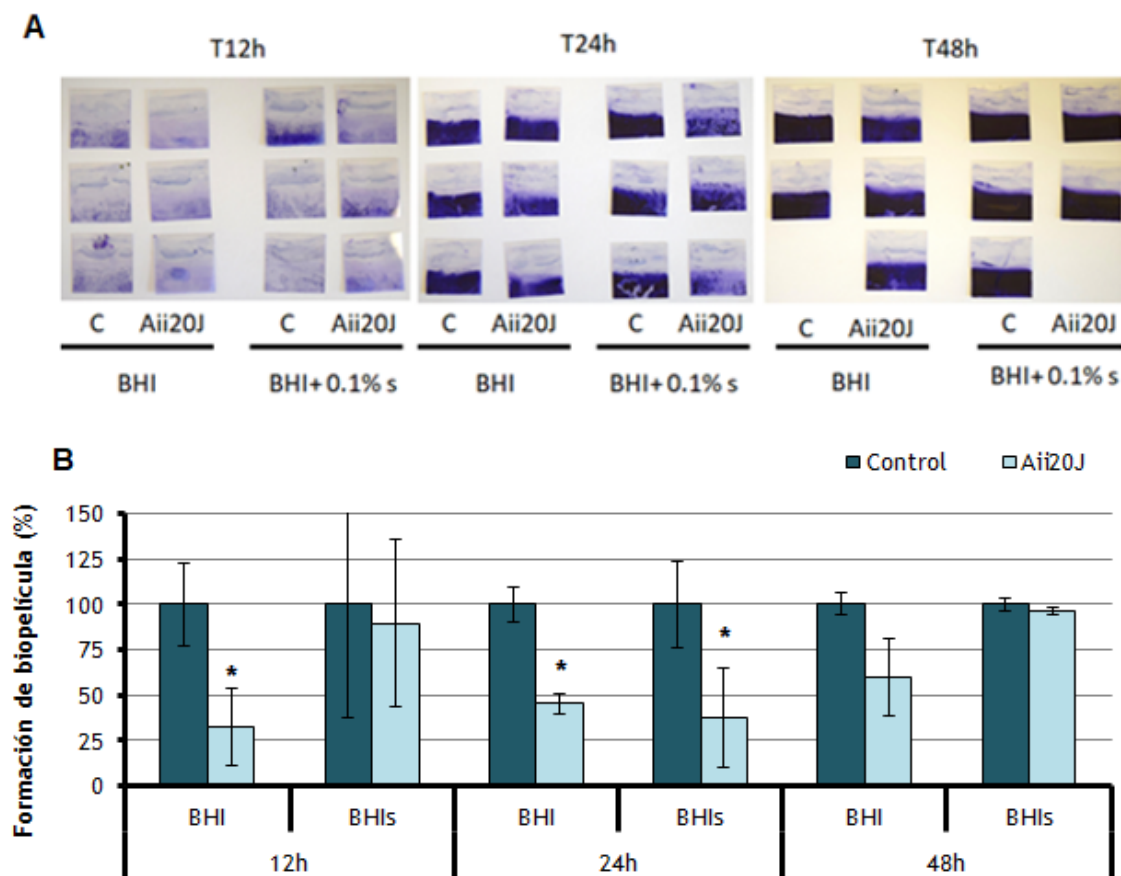 A
T12h T24h T48h
C Aii20J C Aii20J C Aii20J C Aii20J C Aii20J C Aii20J
BHI BHI+ 0.1% s BHI BHI+ 0.1% s BHI BHI+ 0.1% s
B
Control Aii20J
Formación de biopelícula (%)
150
125
100
75
50
25
0
* * *
BHI BHIs BHI BHIs BHI BHIs
12h 24h 48h